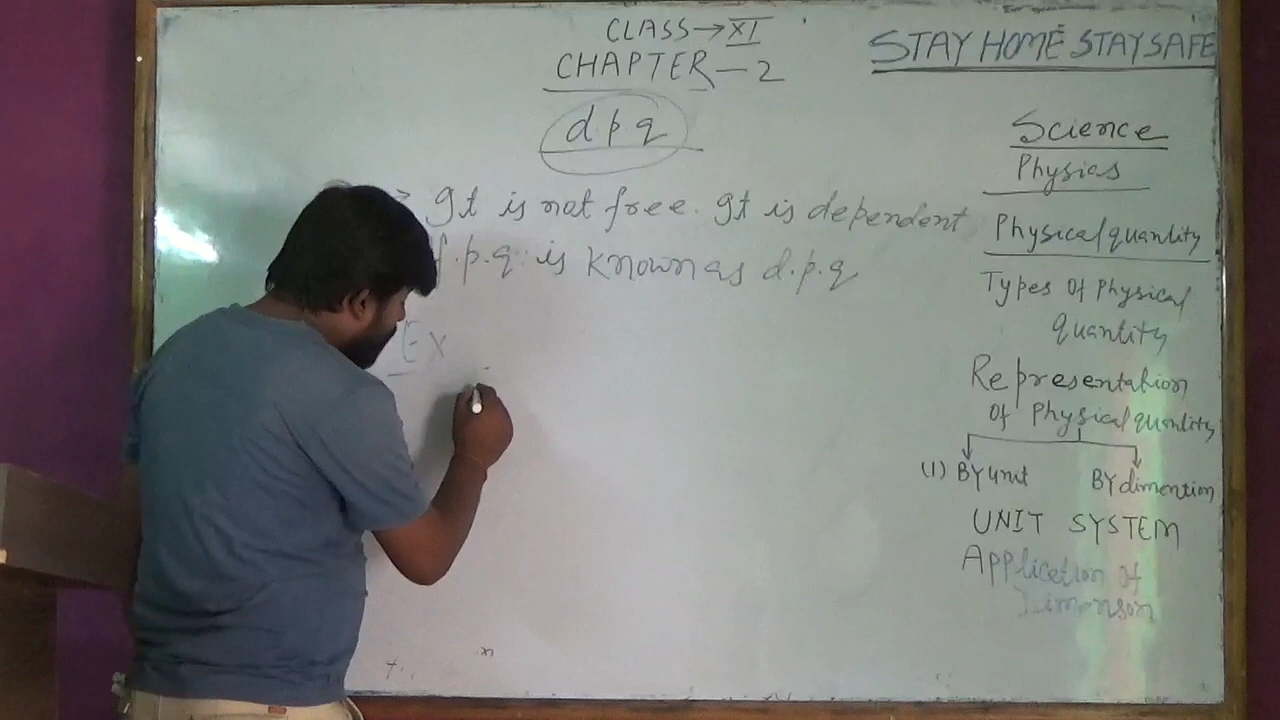 CLASS → XI
CHAPTER - 2
d p q
→ It is not free. It is dependent
f.p.q. is known as d.p.q
Ex
STAY HOME STAY SAFE
Science
Physics
Physical quantity
Types of Physical
quantity
Representation
of Physical quantity
(1) BY unit
BY dimention
UNIT SYSTEM
Application of
Dimenson